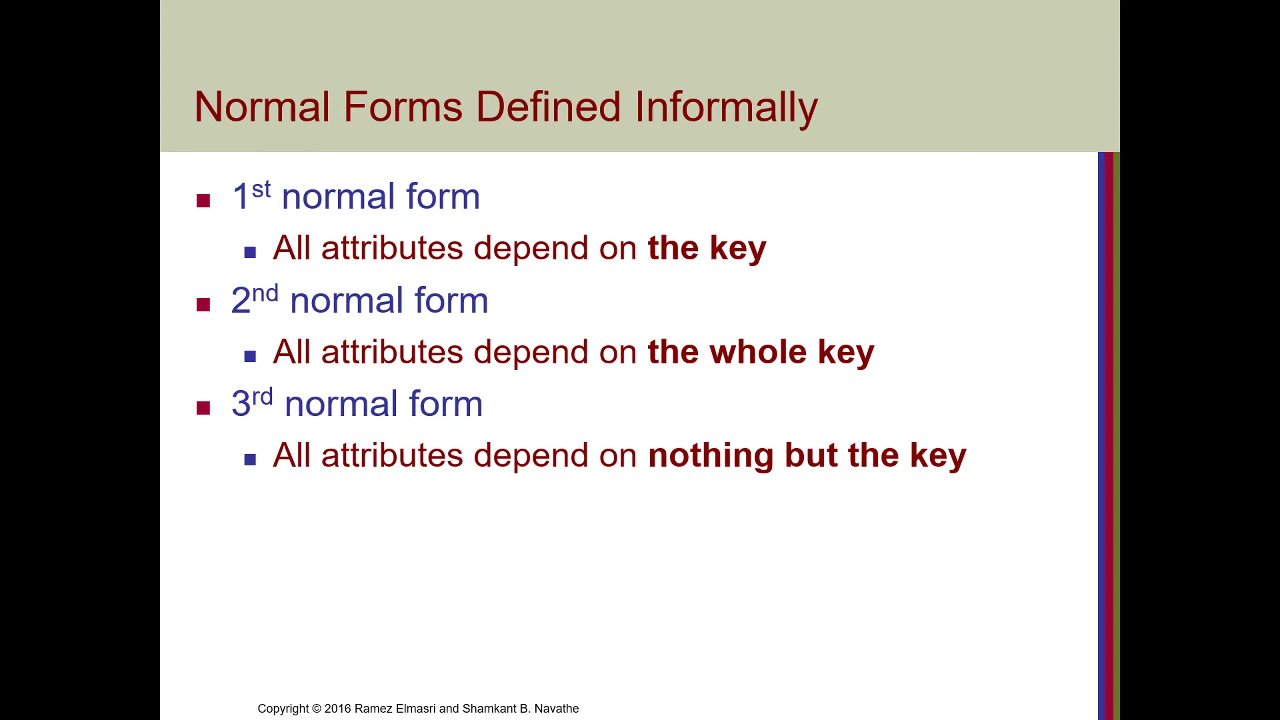 Normal Forms Defined Informally
1st normal form
All attributes depend on the key
2nd normal form
All attributes depend on the whole key
3rd normal form
All attributes depend on nothing but the key
Copyright © 2016 Ramez Elmasri and Shamkant B. Navathe